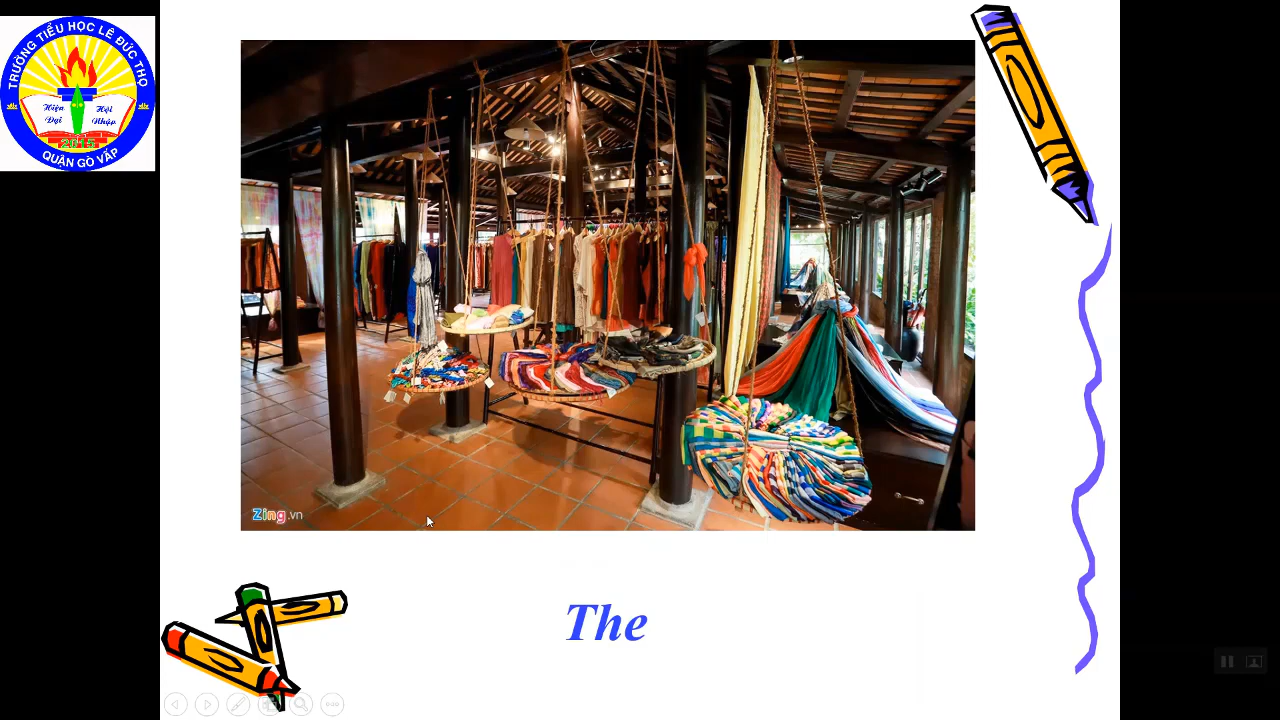 TRƯỜNG TIỂU HỌC LÊ ĐỨC THỌ
Hiện Hội
Đại Nhập
2015
QUẬN GÒ VẤP
Zing.vn
The